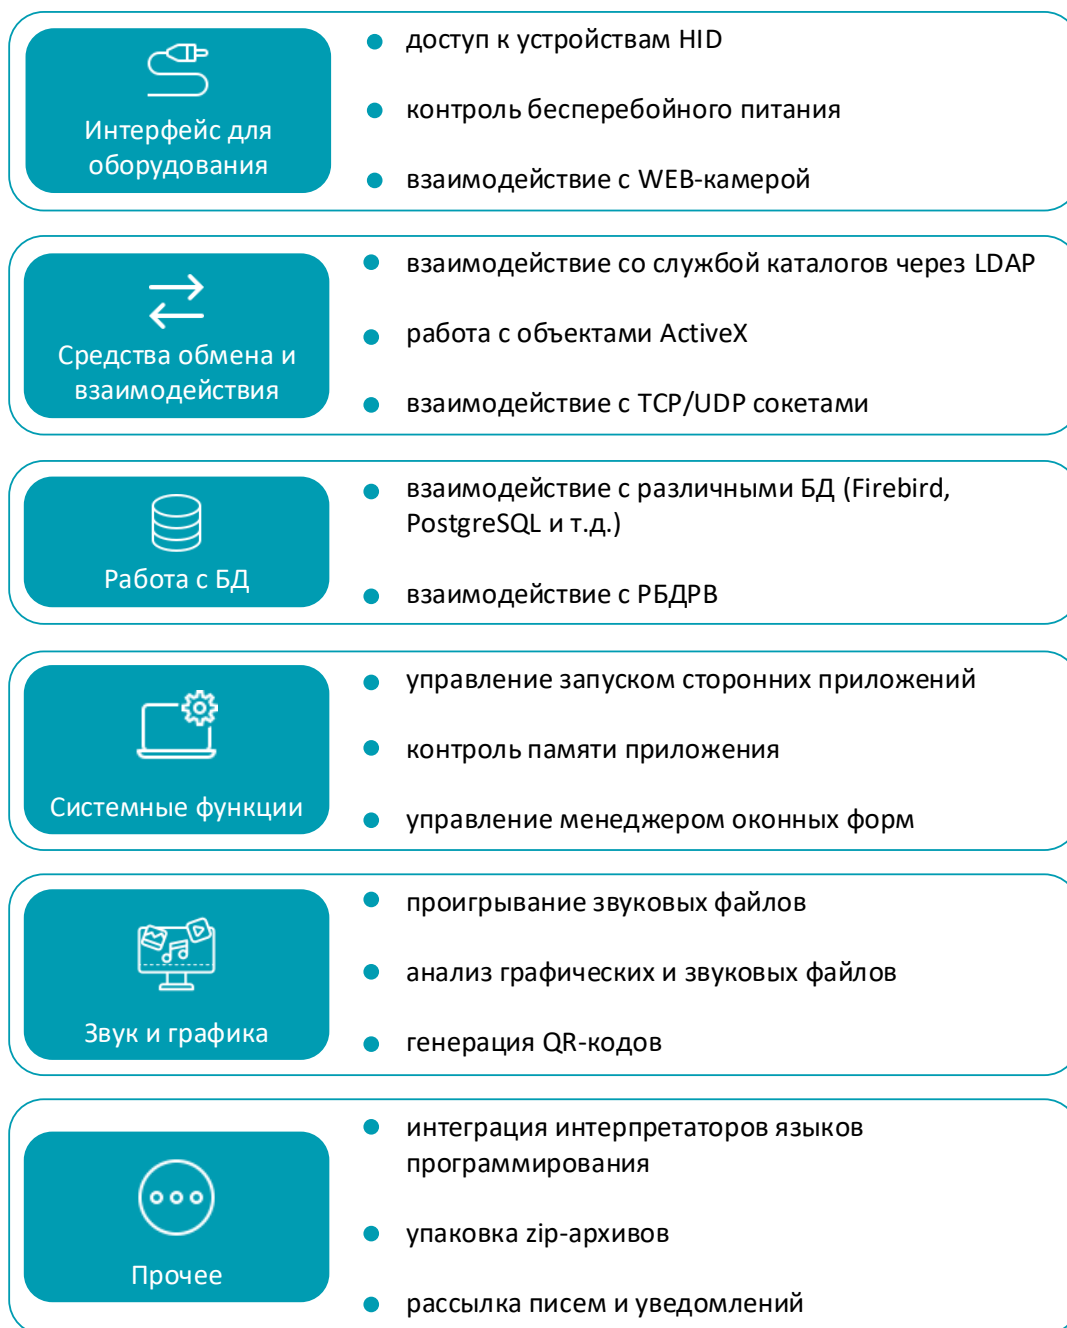 Интерфейс для
оборудования
доступ к устройствам HID
контроль бесперебойного питания
взаимодействие с WEB-камерой
Средства обмена и
взаимодействия
взаимодействие со службой каталогов через LDAP
работа с объектами ActiveX
взаимодействие с TCP/UDP сокетами
Работа с БД
взаимодействие с различными БД (Firebird,
PostgreSQL и т.д.)
взаимодействие с РБДРВ
Системные функции
управление запуском сторонних приложений
контроль памяти приложения
управление менеджером оконных форм
Звук и графика
проигрывание звуковых файлов
анализ графических и звуковых файлов
генерация QR-кодов
Прочее
интеграция интерпретаторов языков
программирования
упаковка zip-архивов
рассылка писем и уведомлений